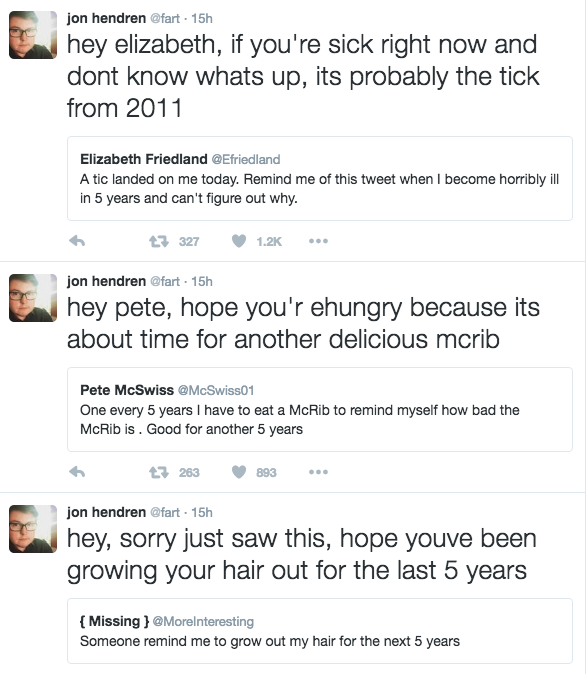 jon hendren @fart · 15h
hey elizabeth, if you're sick right now and
dont know whats up, its probably the tick
from 2011
Elizabeth Friedland @Efriedland
A tic landed on me today. Remind me of this tweet when I become horribly ill
in 5 years and can't figure out why.
327 1.2K
jon hendren @fart · 15h
hey pete, hope you'r ehungry because its
about time for another delicious mcrib
Pete McSwiss @McSwiss01
One every 5 years I have to eat a McRib to remind myself how bad the
McRib is . Good for another 5 years
263 893
jon hendren @fart · 15h
hey, sorry just saw this, hope youve been
growing your hair out for the last 5 years
{ Missing } @MoreInteresting
Someone remind me to grow out my hair for the next 5 years